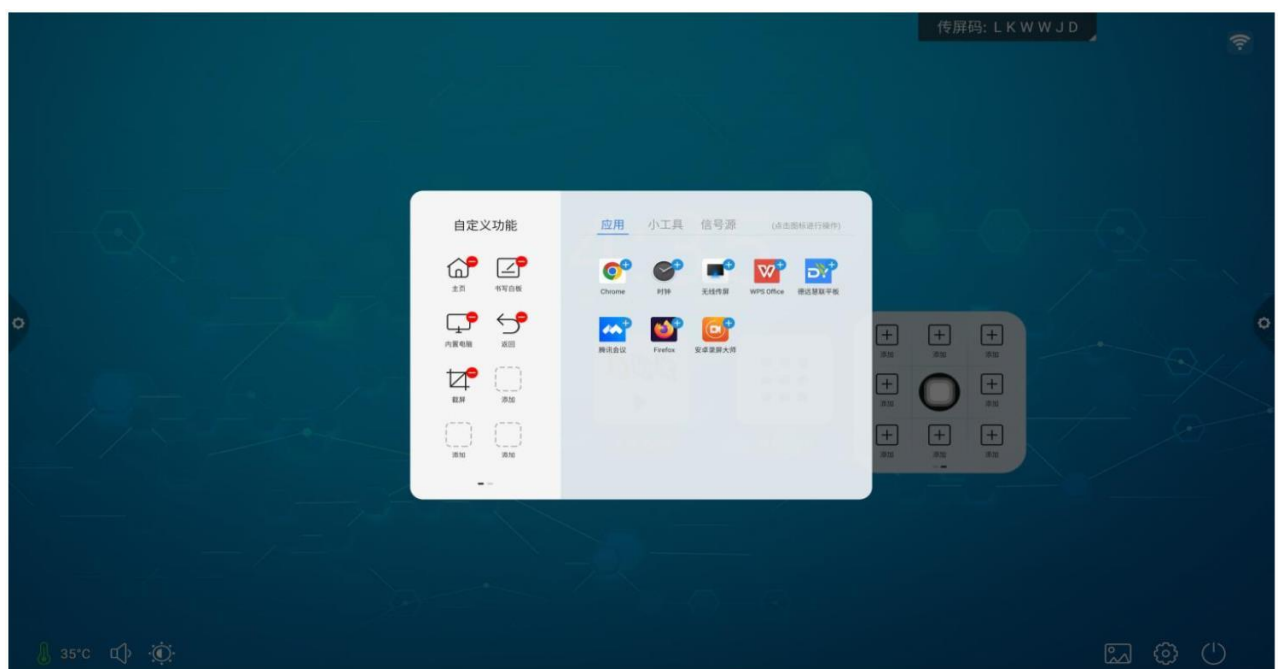 传屏码: LKWWJD
自定义功能
应用 小工具 信号源 (点击图标进行操作)
主页 书写白板
Chrome 时钟 无线传屏 WPS Office 德达慧联平板
内置电脑 返回
腾讯会议 Firefox 安卓录屏大师
添加 添加 添加
截屏 添加
添加 添加
添加 添加
添加 添加 添加
35°C